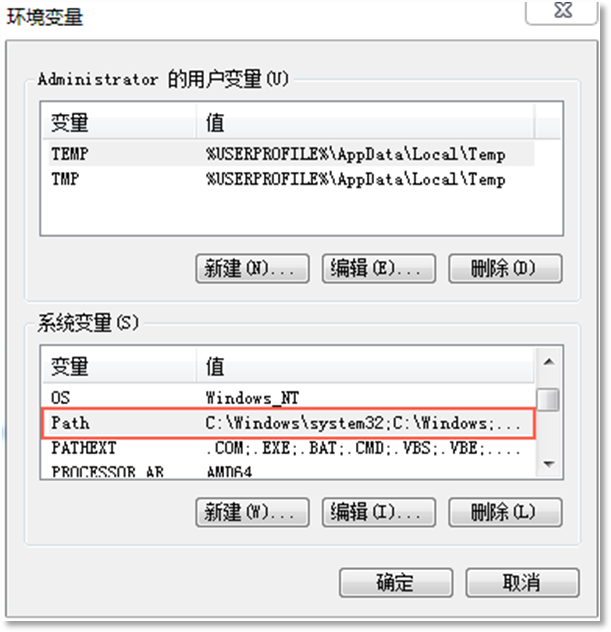 环境变量
Administrator 的用户变量(U)
变量 值
TEMP %USERPROFILE%\AppData\Local\Temp
TMP %USERPROFILE%\AppData\Local\Temp
新建(N)... 编辑(E)... 删除(D)
系统变量(S)
变量 值
OS Windows_NT
Path C:\Windows\system32;C:\Windows;...
PATHEXT .COM;.EXE;.BAT;.CMD;.VBS;.VBE;....
PROCESSOR_AR AMD64
新建(W)... 编辑(I)... 删除(L)
确定 取消